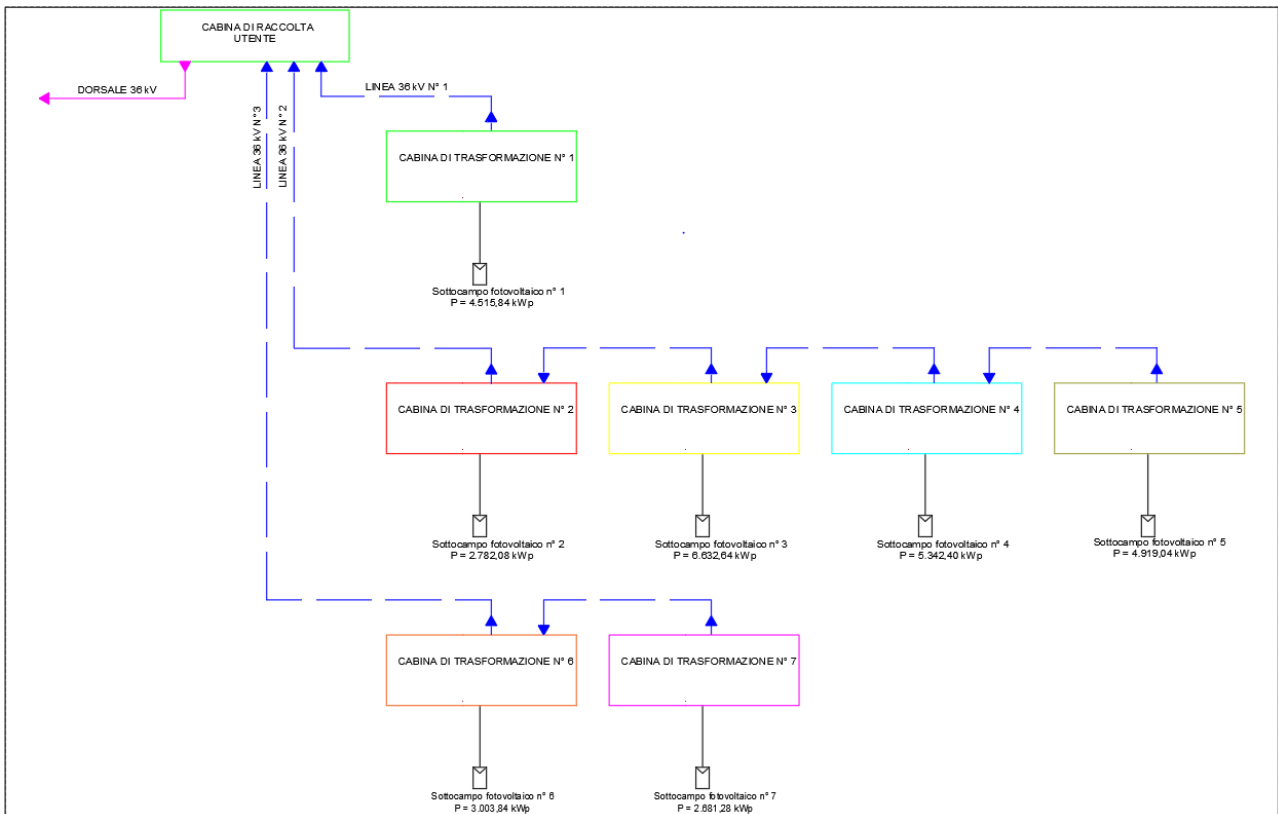 CABINA DI RACCOLTA
UTENTE
DORSALE 36 kV
LINEA 36 kV N° 1
LINEA 36 kV N° 3
LINEA 36 kV N° 2
CABINA DI TRASFORMAZIONE N° 1
Sottocampo fotovoltaico n° 1
P = 4.515,84 kWp
CABINA DI TRASFORMAZIONE N° 2
CABINA DI TRASFORMAZIONE N° 3
CABINA DI TRASFORMAZIONE N° 4
CABINA DI TRASFORMAZIONE N° 5
Sottocampo fotovoltaico n° 2
P = 2.782,08 kWp
Sottocampo fotovoltaico n° 3
P = 6.632,64 kWp
Sottocampo fotovoltaico n° 4
P = 5.342,40 kWp
Sottocampo fotovoltaico n° 5
P = 4.919,04 kWp
CABINA DI TRASFORMAZIONE N° 6
CABINA DI TRASFORMAZIONE N° 7
Sottocampo fotovoltaico n° 6
P = 3.003,84 kWp
Sottocampo fotovoltaico n° 7
P = 2.681,28 kWp